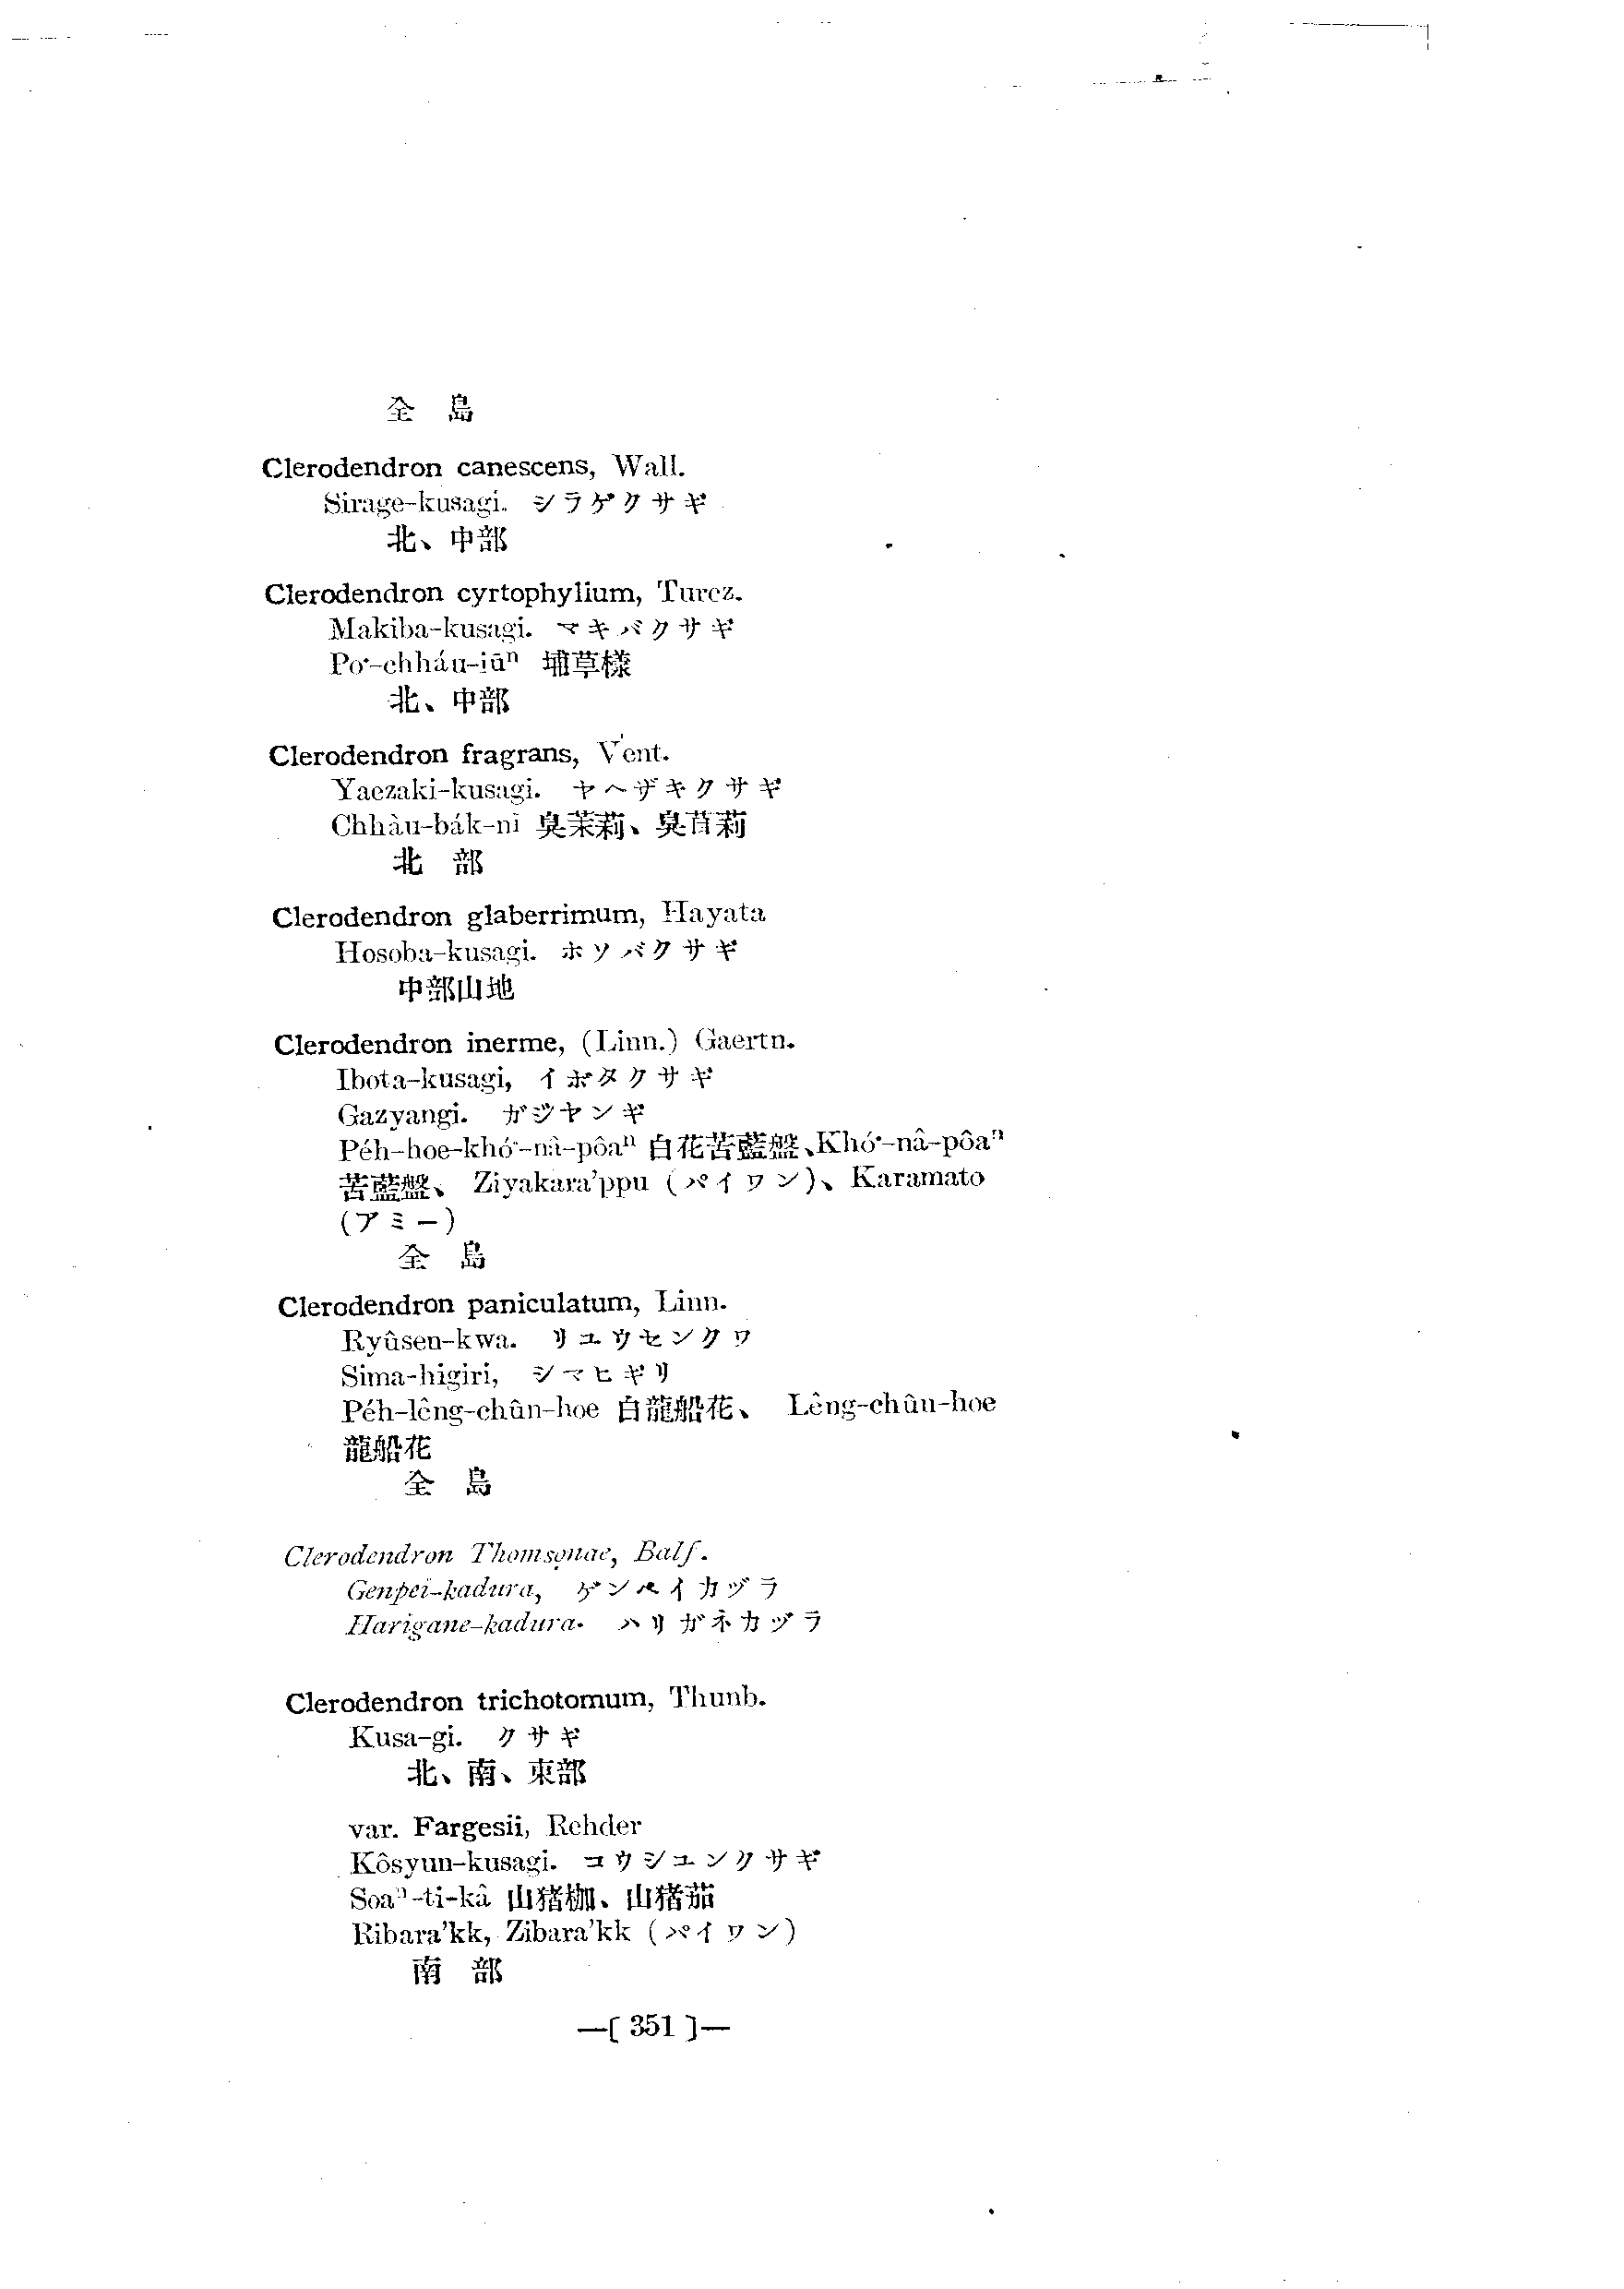 全 島
Clerodendron canescens, Wall.
Sirage-kusagi. シラゲクサギ
北、中部
Clerodendron cyrtophylium, Turcz.
Makiba-kusagi. マキバクサギ
Po͘-chháu-iūⁿ 埔草樣
北、中部
Clerodendron fragrans, Vent.
Yaezaki-kusagi. ヤヘザキクサギ
Chhàu-bák-nì 臭茉莉、臭苜莉
北 部
Clerodendron glaberrimum, Hayata
Hosoba-kusagi. ホソバクサギ
中部山地
Clerodendron inerme, (Linn.) Gaertn.
Ibota-kusagi, イボタクサギ
Gazyangi. ガジヤンギ
Péh-hoe-khó͘-nâ-pôaⁿ 白花苦藍盤、Khó͘-nâ-pôaⁿ
苦藍盤、 Ziyakara'ppu (パイワン)、Karamato
(アミー)
全 島
Clerodendron paniculatum, Linn.
Ryûsen-kwa. リユウセンクワ
Sima-higiri, シマヒギリ
Péh-lêng-chûn-hoe 白龍船花、 Lêng-chûn-hoe
龍船花
全 島
Clerodendron Thomsonae, Balf.
Genpei-kadura, ゲンペイカヅラ
Harigane-kadura. ハリガネカヅラ
Clerodendron trichotomum, Thunb.
Kusa-gi. クサギ
北、南、東部
var. Fargesii, Rehder
Kôsyun-kusagi. コウシユンクサギ
Soaⁿ-ti-kâ 山猪枷、山猪茄
Ribara'kk, Zibara'kk (パイワン)
南 部
—[ 351 ]—